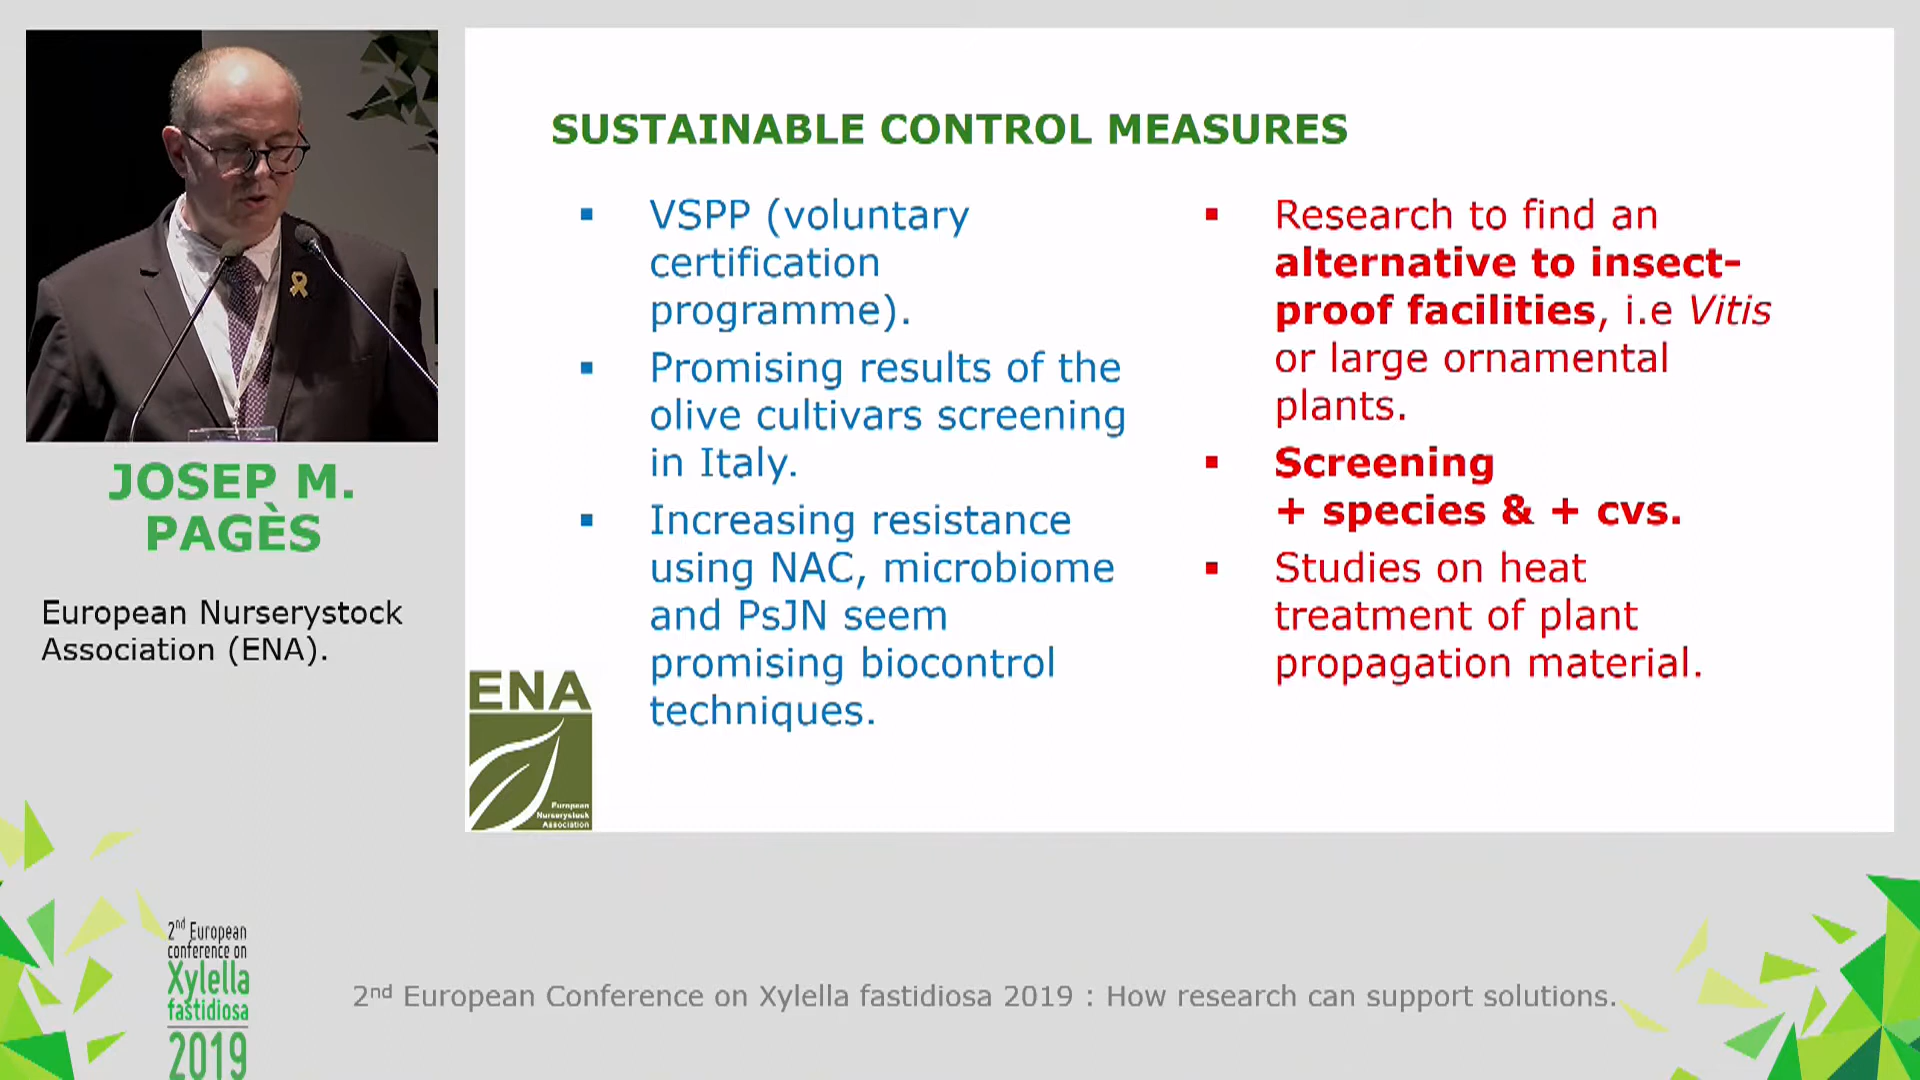 SUSTAINABLE CONTROL MEASURES
▪ VSPP (voluntary
certification
programme).
▪ Promising results of the
olive cultivars screening
in Italy.
▪ Increasing resistance
using NAC, microbiome
and PsJN seem
promising biocontrol
techniques.
▪ Research to find an
alternative to insect-
proof facilities, i.e Vitis
or large ornamental
plants.
▪ Screening
+ species & + cvs.
▪ Studies on heat
treatment of plant
propagation material.
JOSEP M.
PAGÈS
European Nurserystock
Association (ENA).
ENA
European
Nurserystock
Association
2nd European
conference on
Xylella
fastidiosa
2019
2nd European Conference on Xylella fastidiosa 2019 : How research can support solutions.